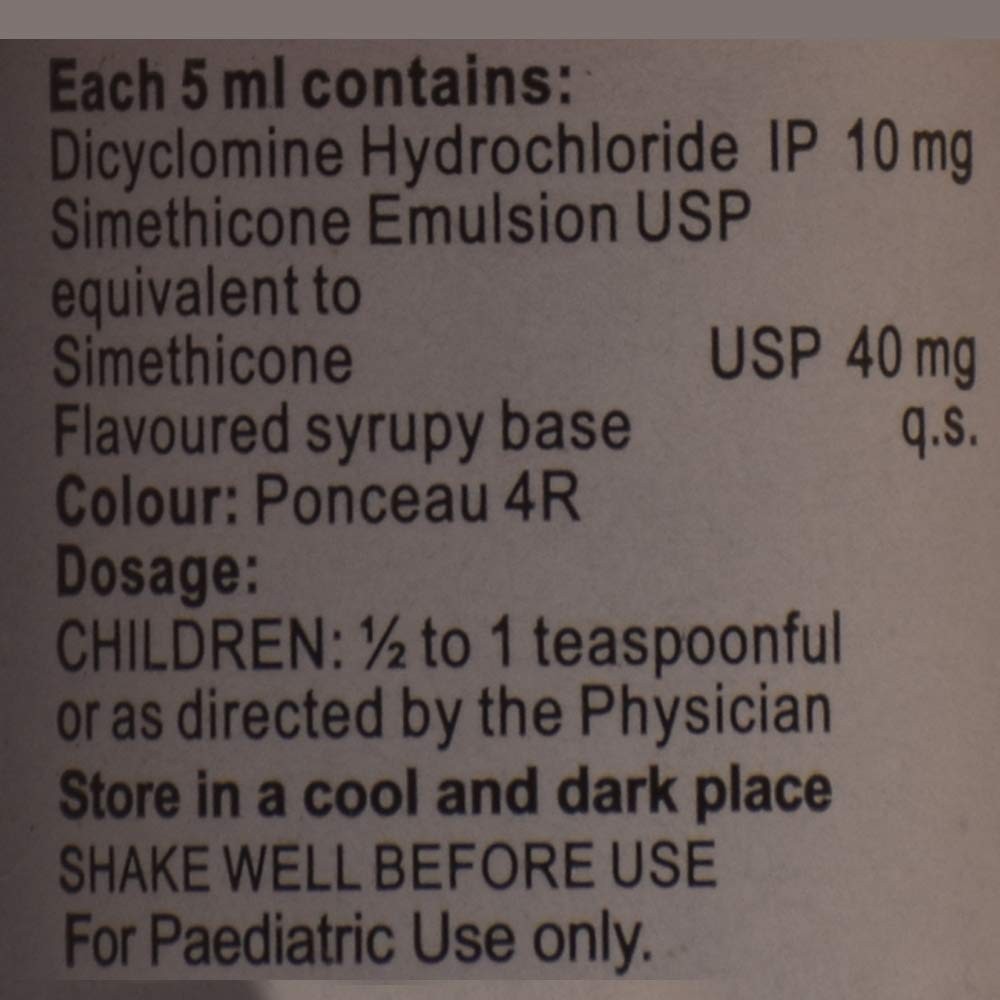 Each 5 ml contains:
Dicyclomine Hydrochloride IP 10 mg
Simethicone Emulsion USP
equivalent to
Simethicone USP 40 mg
Flavoured syrupy base q.s.
Colour: Ponceau 4R
Dosage:
CHILDREN: ½ to 1 teaspoonful
or as directed by the Physician
Store in a cool and dark place
SHAKE WELL BEFORE USE
For Paediatric Use only.